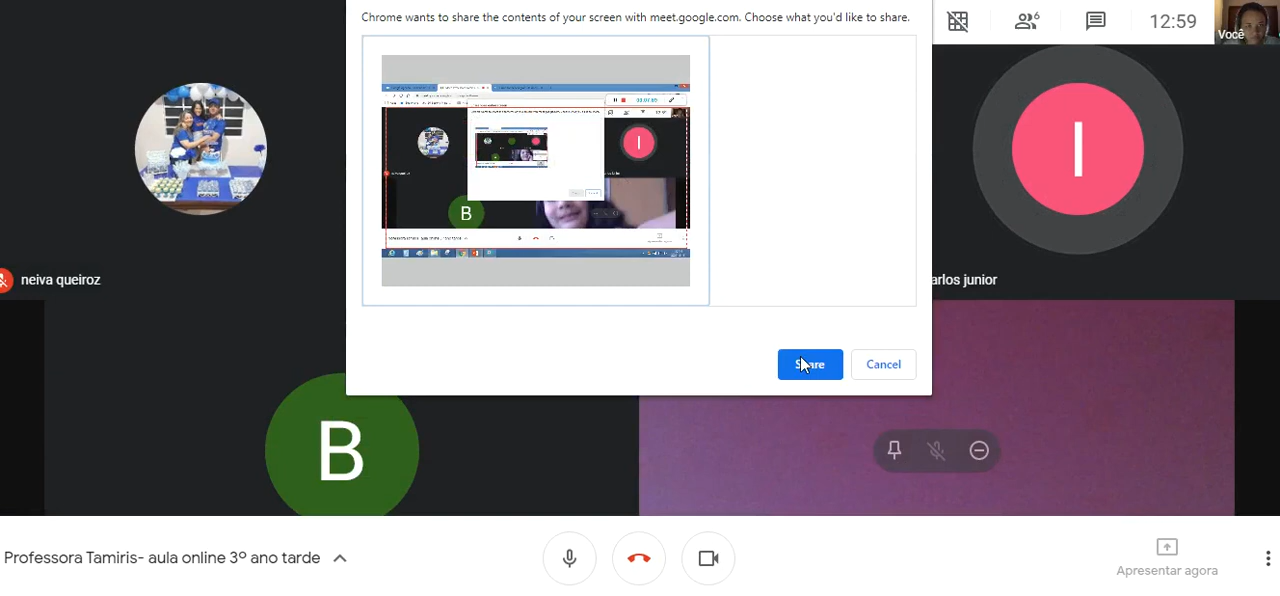 Chrome wants to share the contents of your screen with meet.google.com. Choose what you'd like to share.
6
12:59
Você
I
I
B
neiva queiroz
arlos junior
Share
Cancel
B
Professora Tamiris- aula online 3º ano tarde
Apresentar agora